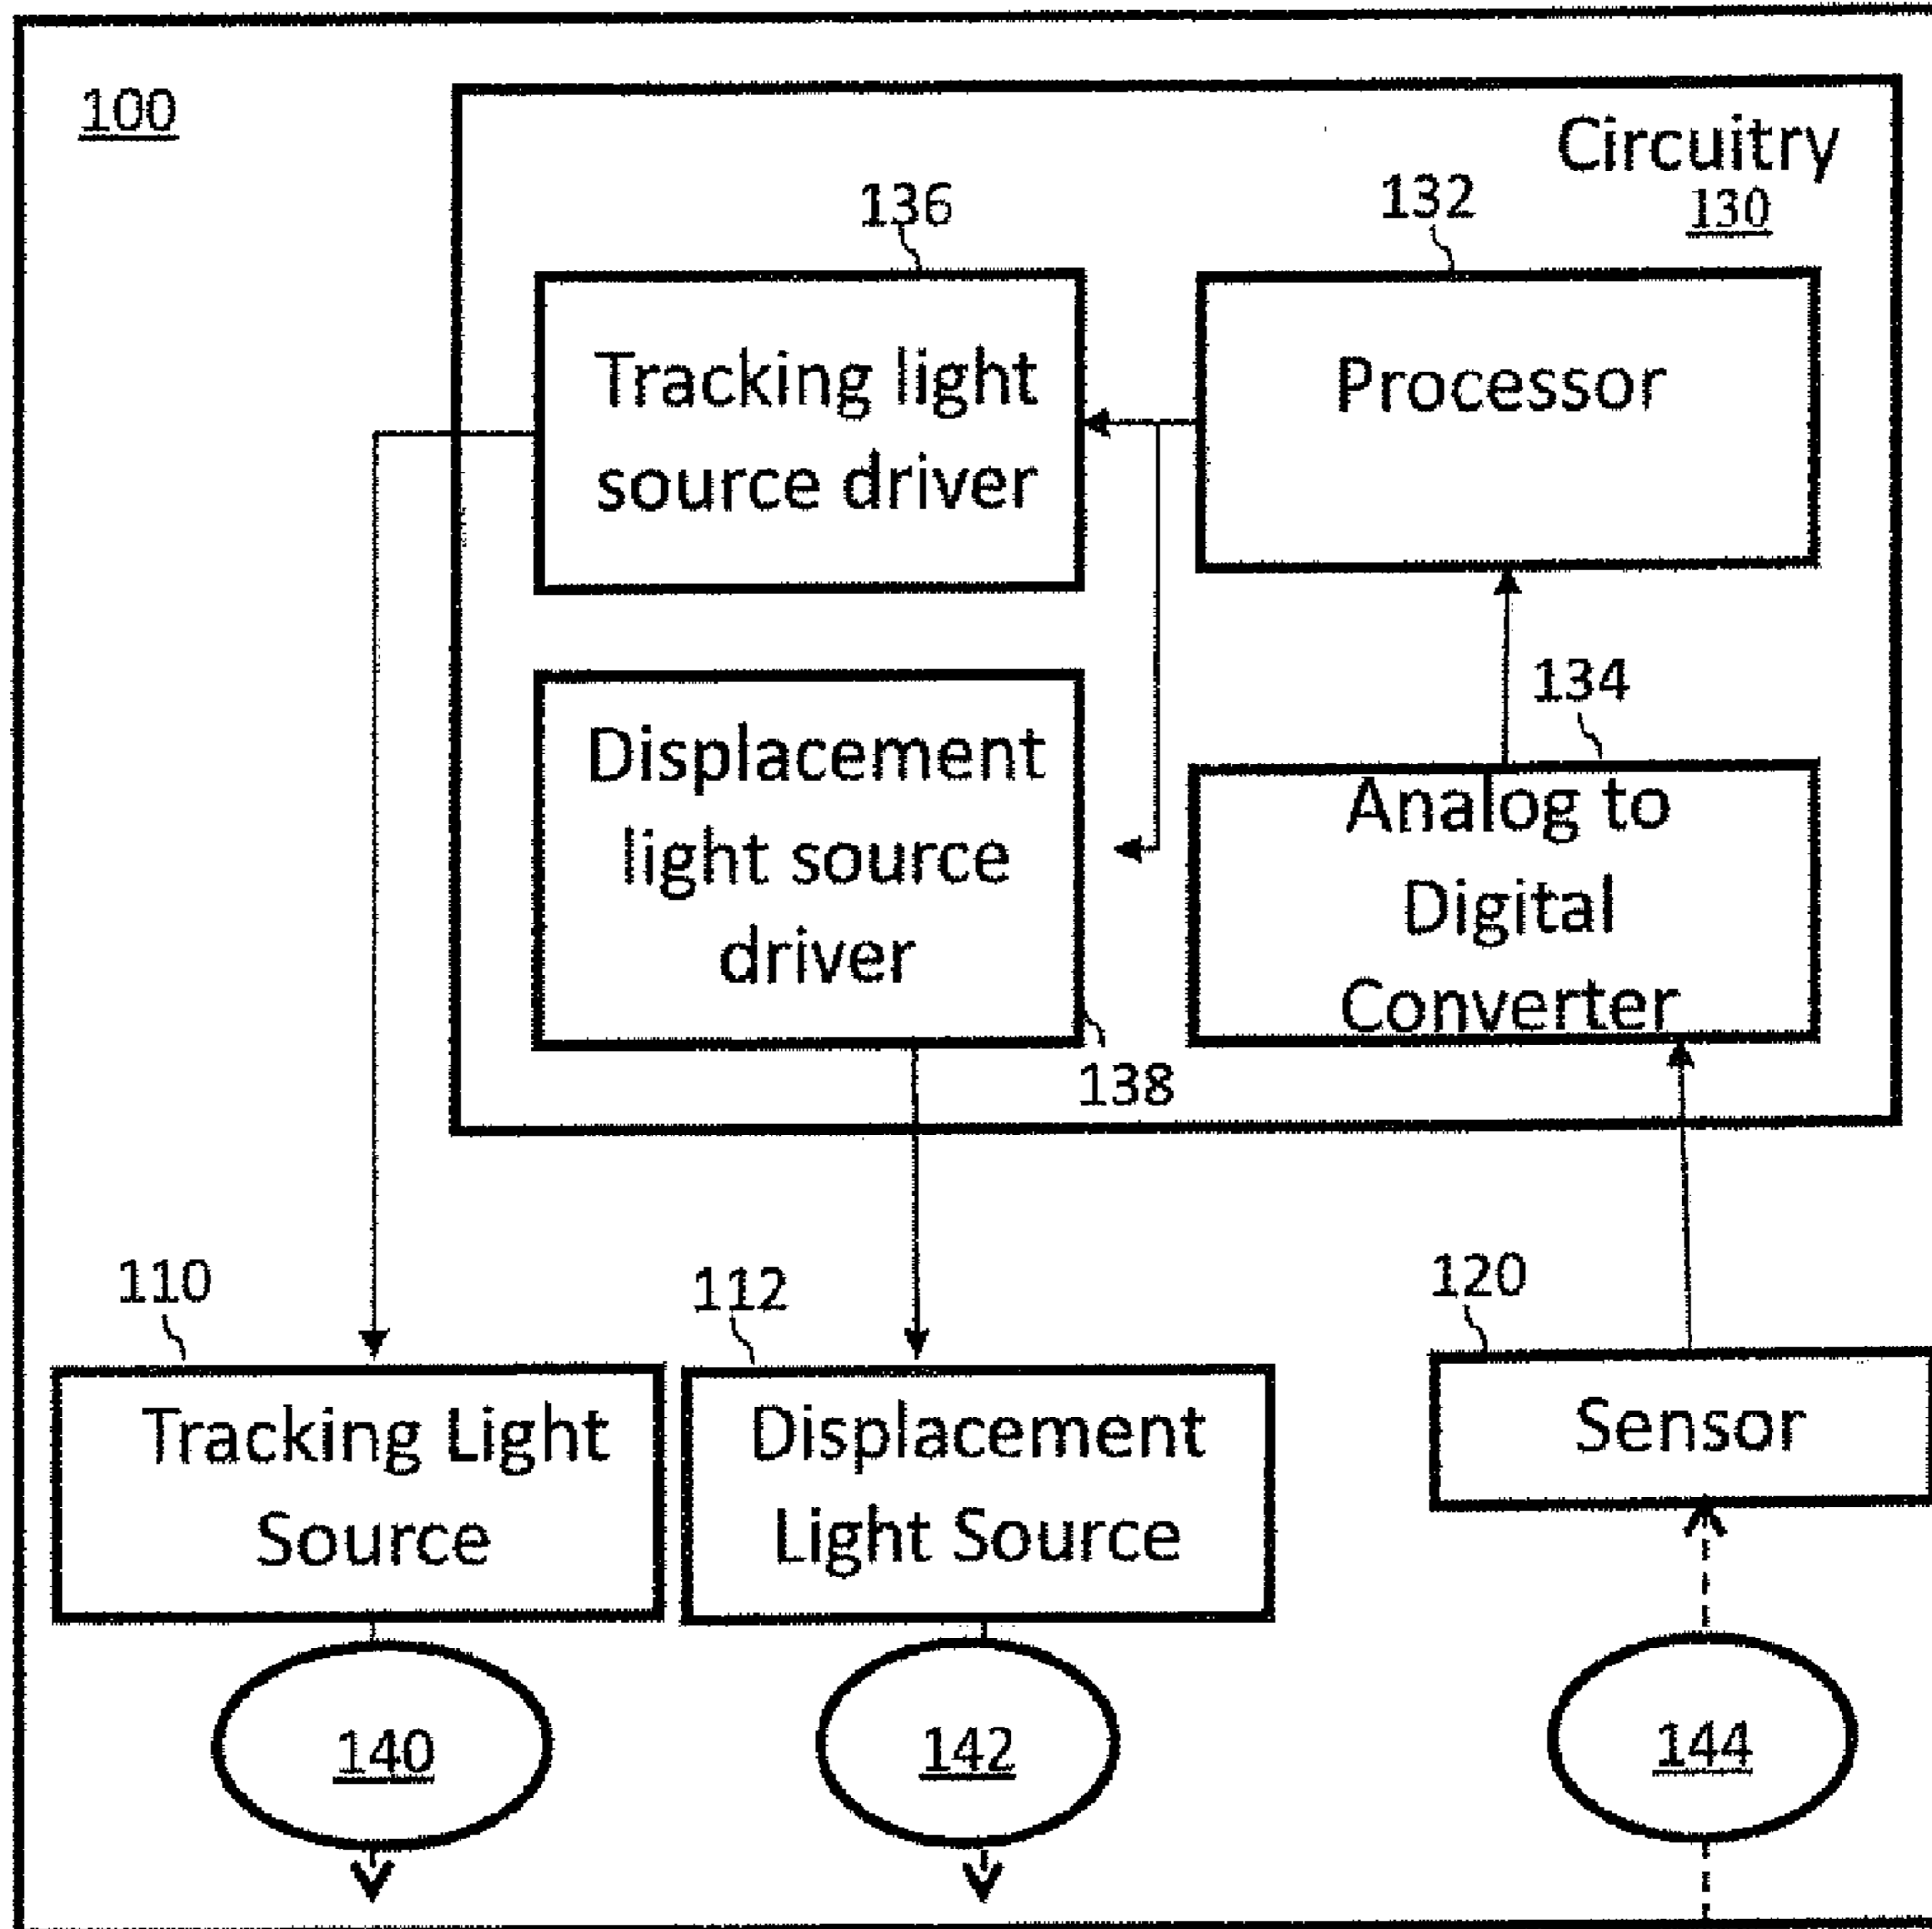 100
Circuitry
130
136
132
Tracking light
source driver
Processor
134
Displacement
light source
driver
138
Analog to
Digital
Converter
110
112
120
Tracking Light
Source
Displacement
Light Source
Sensor
140
142
144